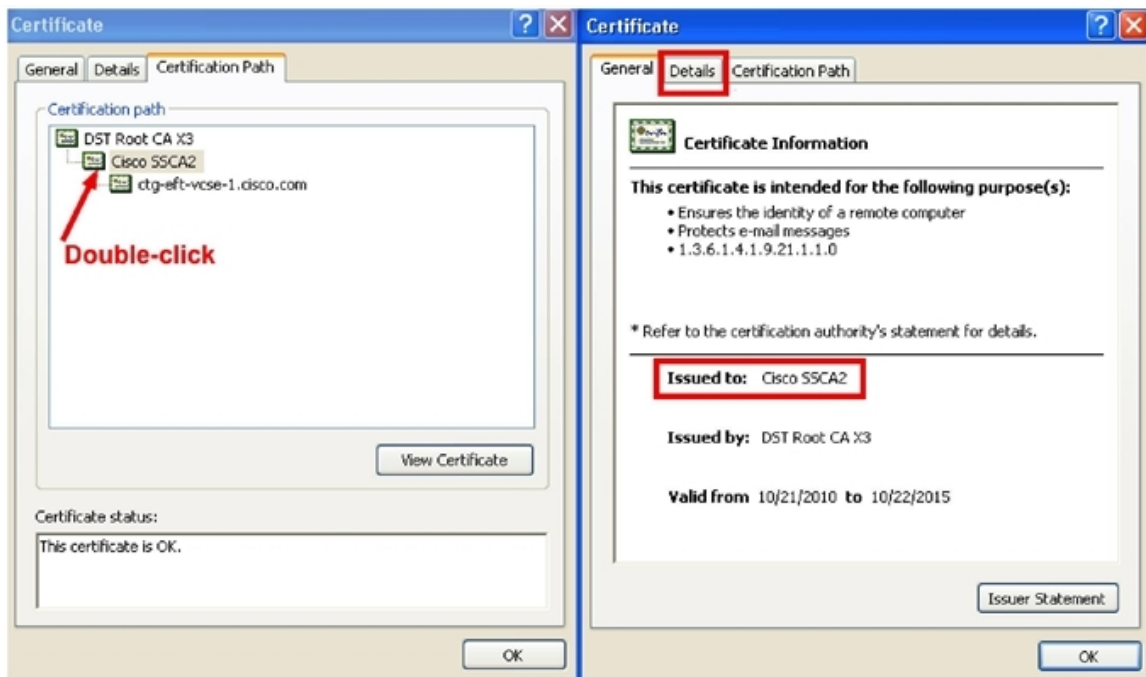 Certificate
General Details Certification Path
Certification path
DST Root CA X3
Cisco SSCA2
ctg-eft-vcse-1.cisco.com
Double-click
View Certificate
Certificate status:
This certificate is OK.
OK
Certificate
General Details Certification Path
Certificate Information
This certificate is intended for the following purpose(s):
• Ensures the identity of a remote computer
• Protects e-mail messages
• 1.3.6.1.4.1.9.21.1.1.0
* Refer to the certification authority's statement for details.
Issued to: Cisco SSCA2
Issued by: DST Root CA X3
Valid from 10/21/2010 to 10/22/2015
Issuer Statement
OK